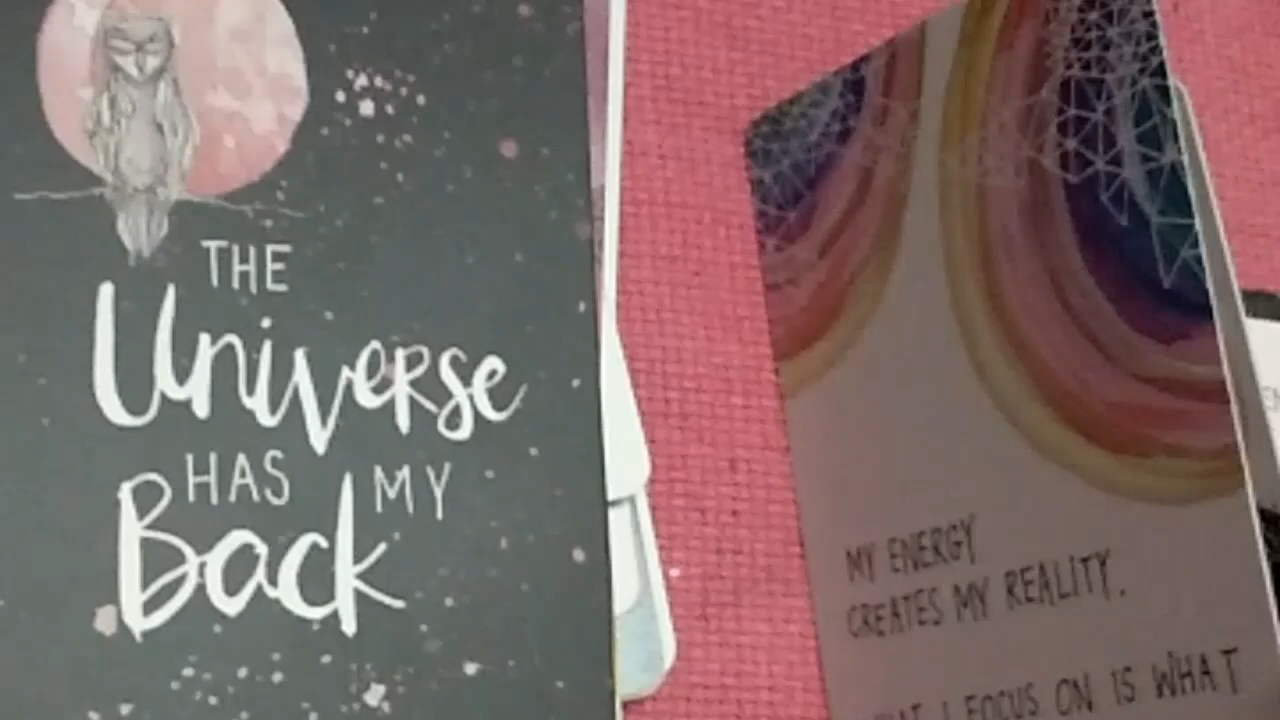 THE
Universe
HAS MY
Back
MY ENERGY
CREATES MY REALITY.
I FOCUS ON IS WHAT